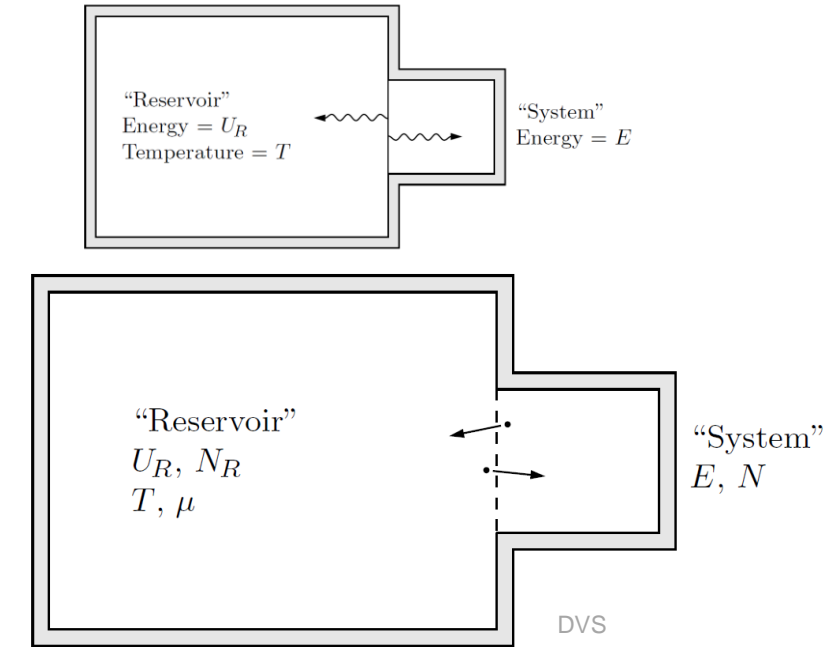 “Reservoir”
Energy = U_R
Temperature = T
“System”
Energy = E
“Reservoir”
U_R, N_R
T, μ
“System”
E, N
DVS